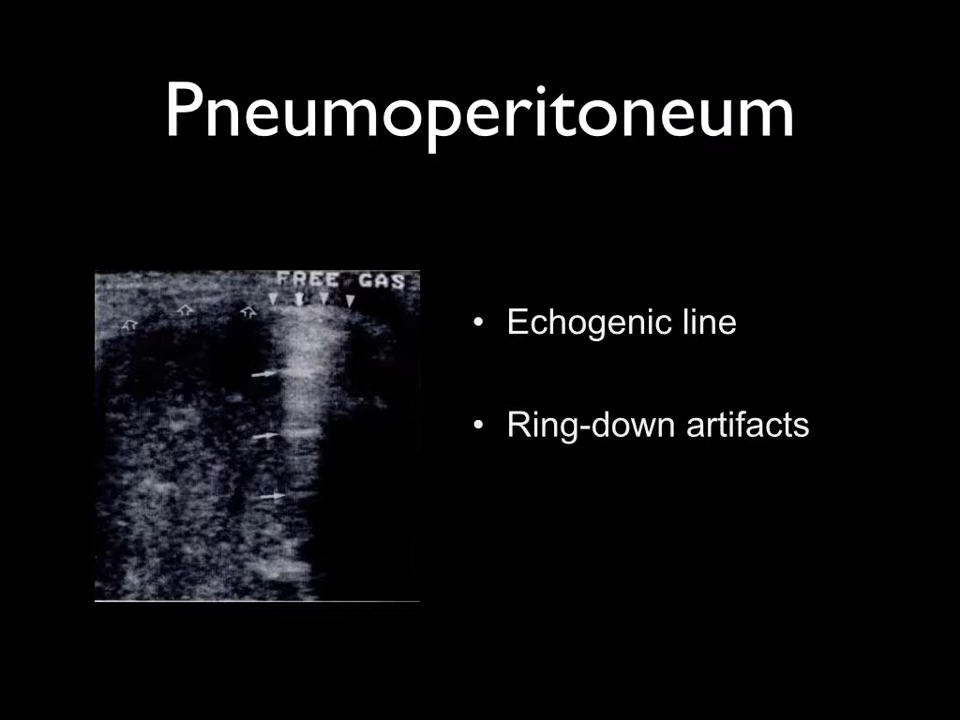 Pneumoperitoneum
FREE GAS
• Echogenic line
• Ring-down artifacts